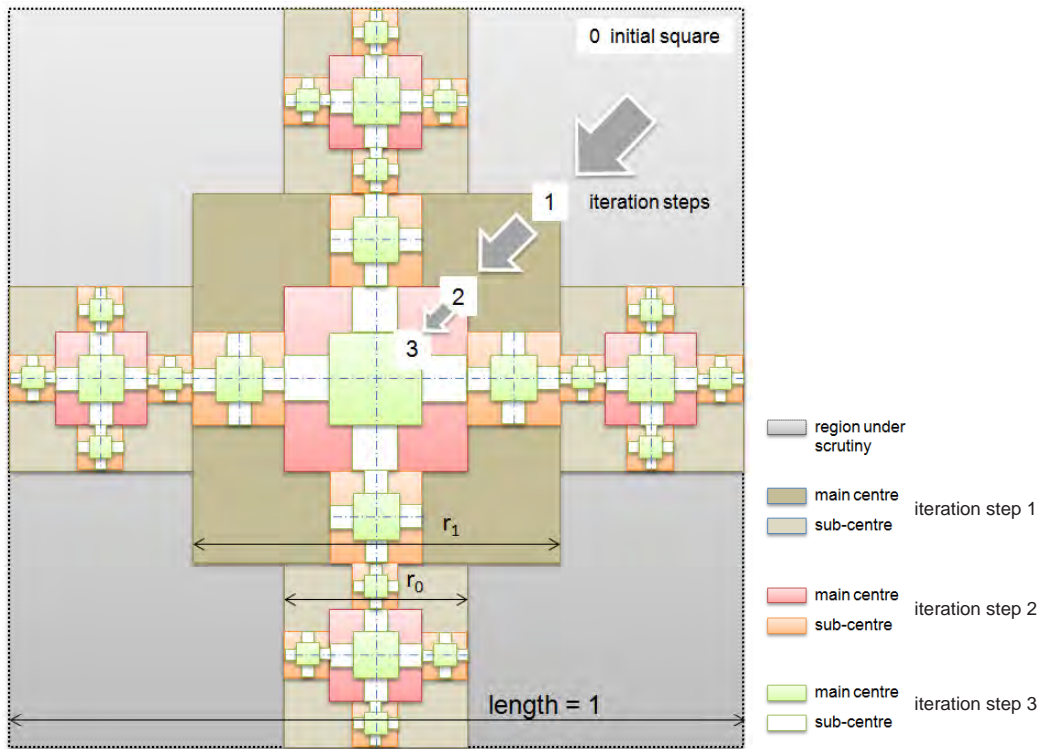 0 initial square
1
iteration steps
2
3
r1
r0
length = 1
region under
scrutiny
main centre
sub-centre
iteration step 1
main centre
sub-centre
iteration step 2
main centre
sub-centre
iteration step 3